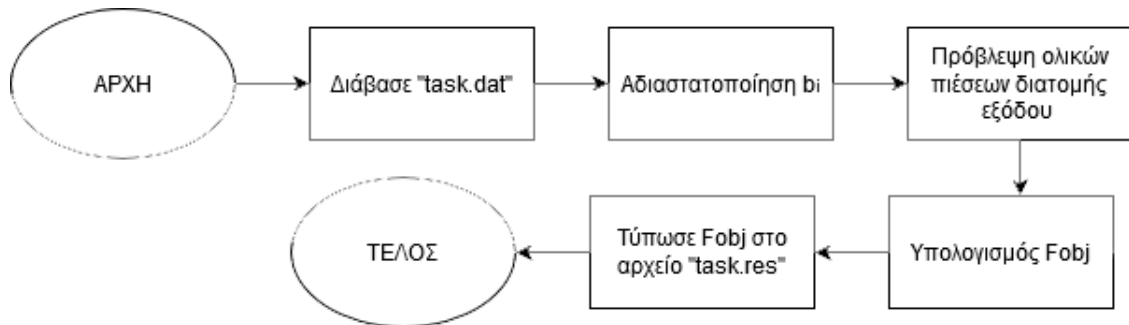 ΑΡΧΗ
Διάβασε "task.dat"
Αδιαστατοποίηση bi
Πρόβλεψη ολικών
πιέσεων διατομής
εξόδου
Υπολογισμός Fobj
Τύπωσε Fobj στο
αρχείο "task.res"
ΤΕΛΟΣ